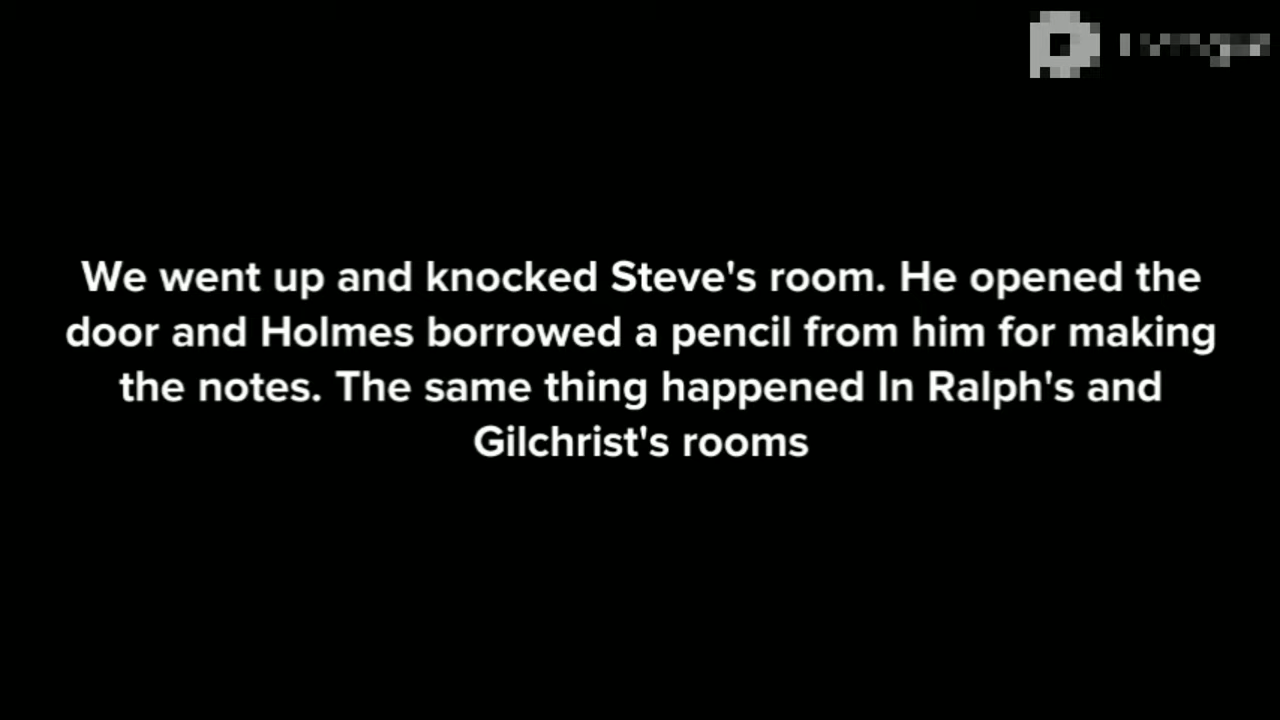 We went up and knocked Steve's room. He opened the
door and Holmes borrowed a pencil from him for making
the notes. The same thing happened In Ralph's and
Gilchrist's rooms